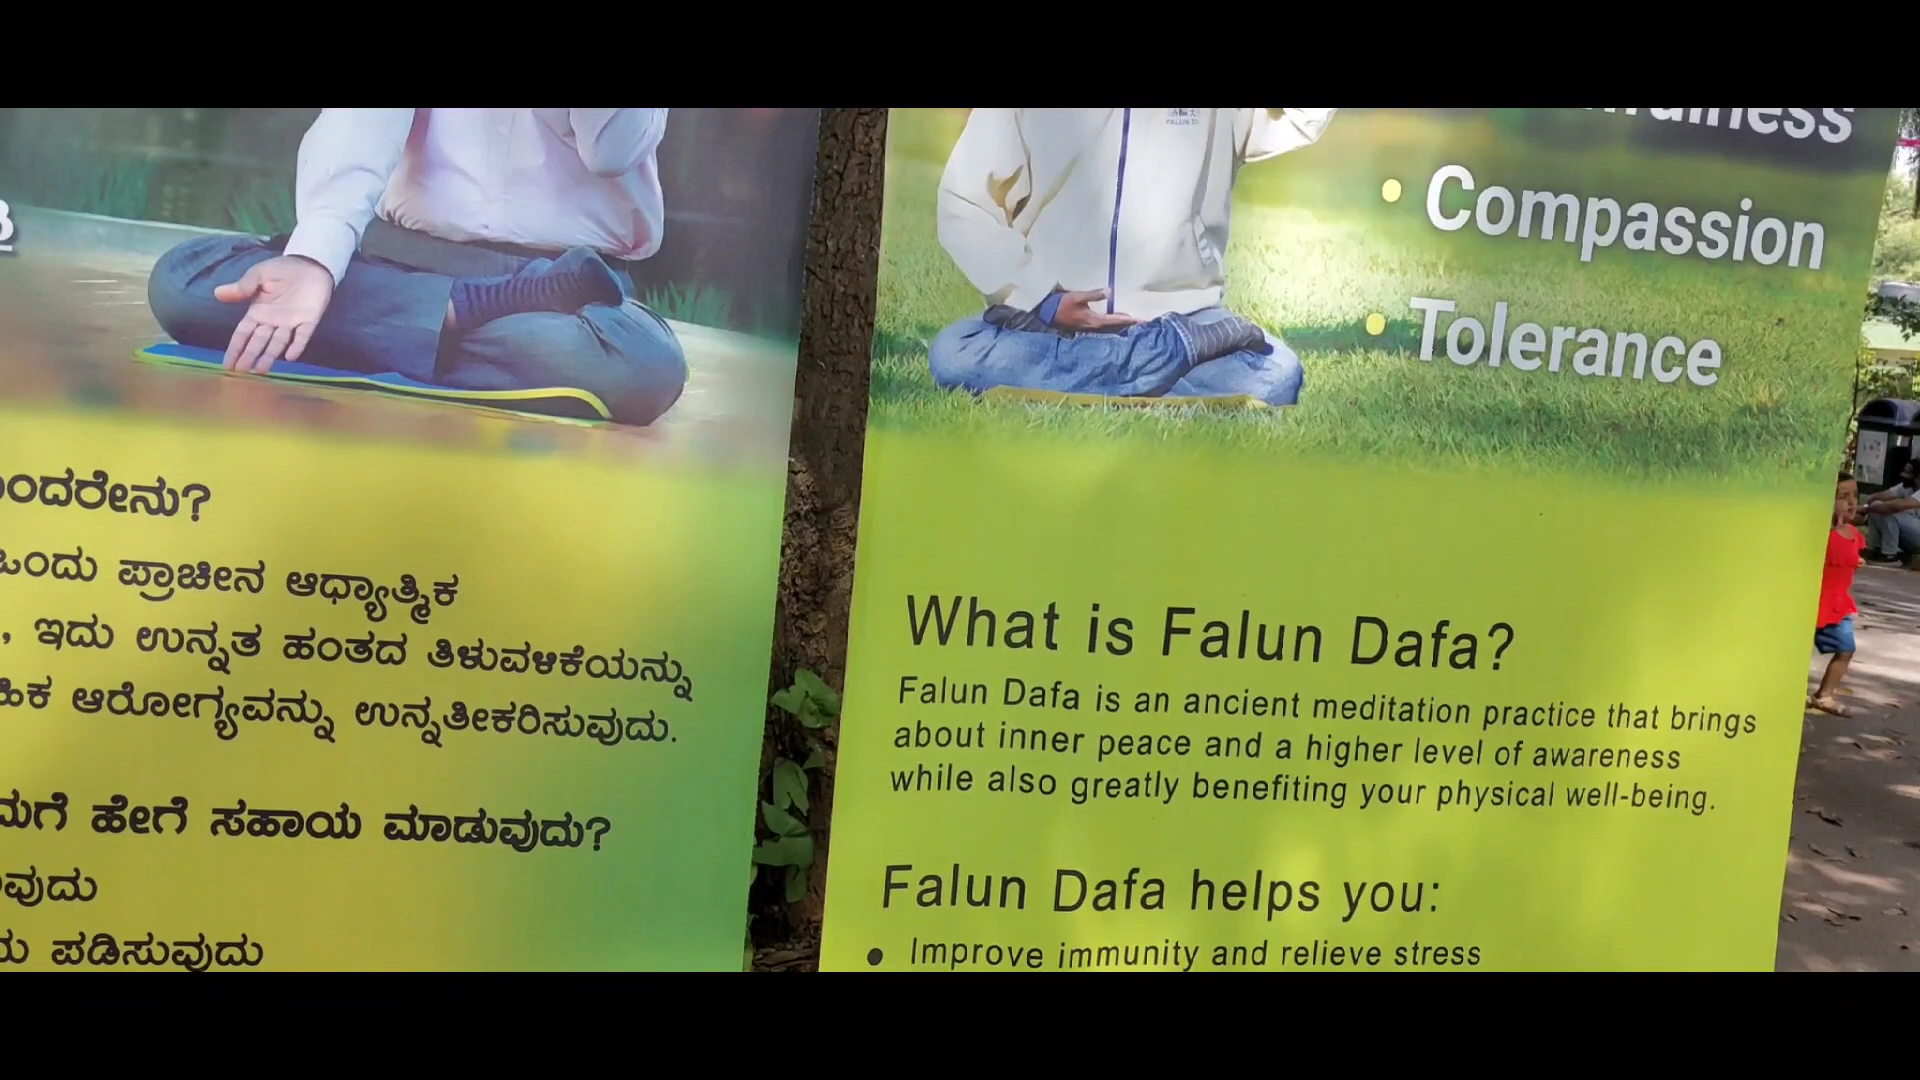 ಒಂದು ಪ್ರಾಚೀನ ಆಧ್ಯಾತ್ಮಿಕ
, ಇದು ಉನ್ನತ ಹಂತದ ತಿಳುವಳಿಕೆಯನ್ನು
ಆರೋಗ್ಯವನ್ನು ಉನ್ನತೀಕರಿಸುವುದು.
ಹೇಗೆ ಸಹಾಯ ಮಾಡುವುದು?
ಪಡಿಸುವುದು
• Compassion
• Tolerance
What is Falun Dafa?
Falun Dafa is an ancient meditation practice that brings
about inner peace and a higher level of awareness
while also greatly benefiting your physical well-being.
Falun Dafa helps you:
• Improve immunity and relieve stress